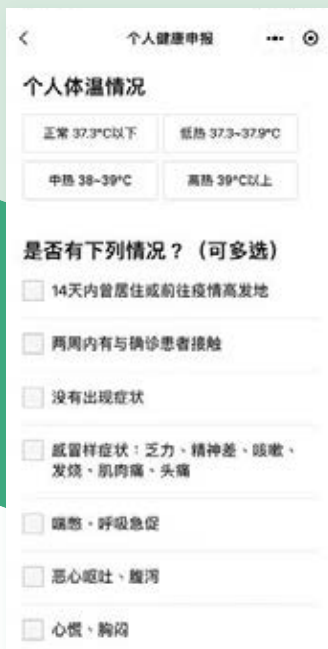 个人健康申报
个人体温情况
正常 37.3°C以下
低热 37.3~37.9°C
中热 38~39°C
高热 39°C以上
是否有下列情况？（可多选）
14天内曾居住或前往疫情高发地
两周内有与确诊患者接触
没有出现症状
感冒样症状：乏力、精神差、咳嗽、
发烧、肌肉痛、头痛
喘憋、呼吸急促
恶心呕吐、腹泻
心慌、胸闷